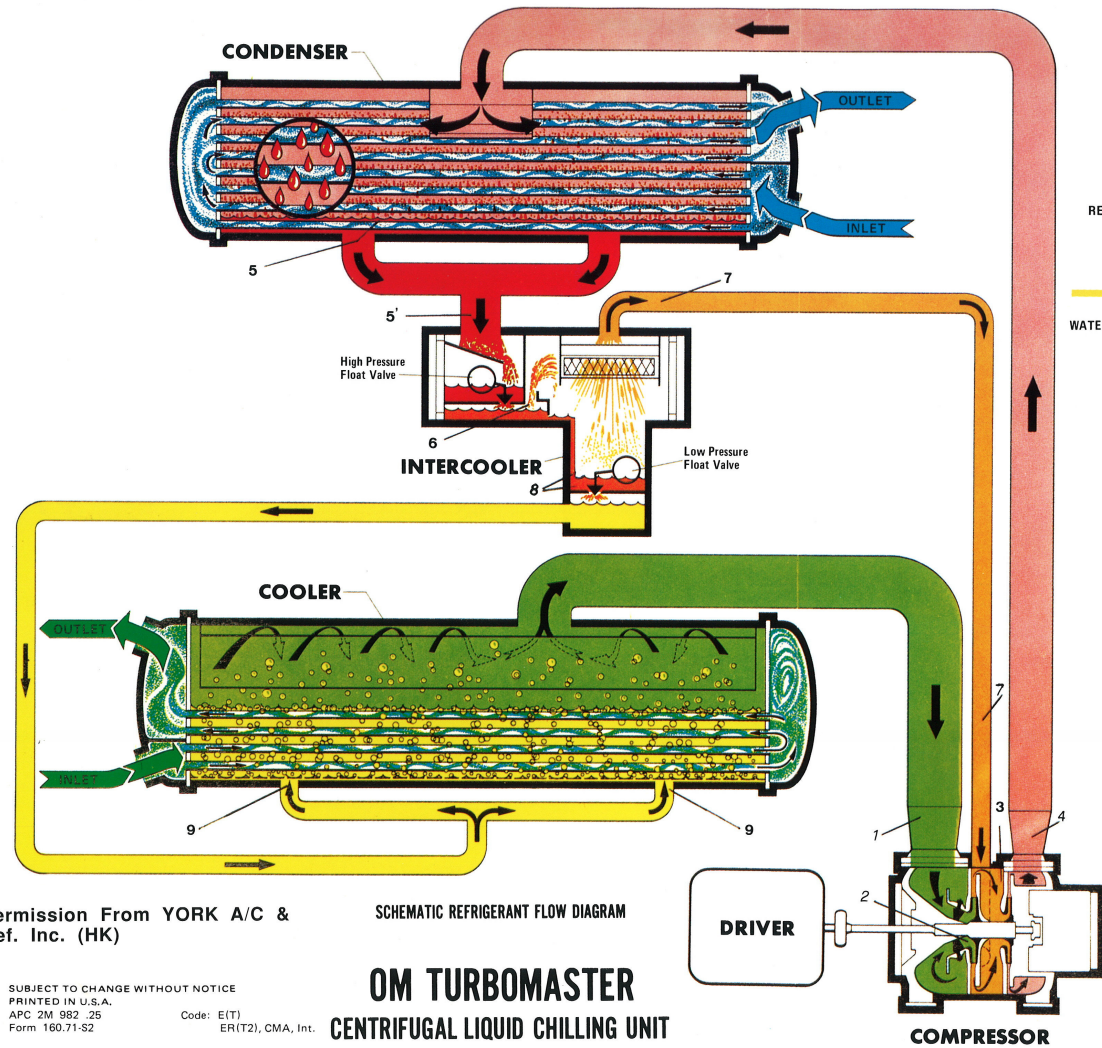 CONDENSER
OUTLET
INLET
RE
WATE
5
7
5'
High Pressure
Float Valve
6
INTERCOOLER
Low Pressure
Float Valve
8
COOLER
OUTLET
INLET
7
9
9
1
3
4
2
DRIVER
COMPRESSOR
ermission From YORK A/C &
ef. Inc. (HK)
SCHEMATIC REFRIGERANT FLOW DIAGRAM
SUBJECT TO CHANGE WITHOUT NOTICE
PRINTED IN U.S.A.
APC 2M 982 .25
Form 160.71-S2
Code: E(T)
ER(T2), CMA, Int.
OM TURBOMASTER
CENTRIFUGAL LIQUID CHILLING UNIT